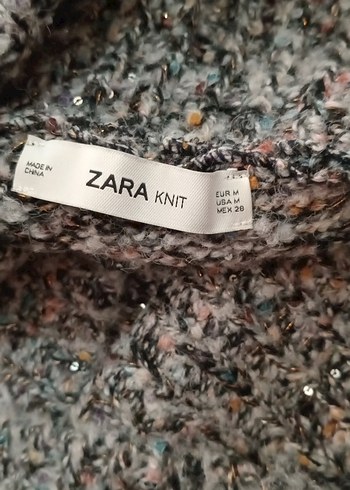 MADE IN
CHINA
ZARA KNIT
EUR M
USA M
MEX 28